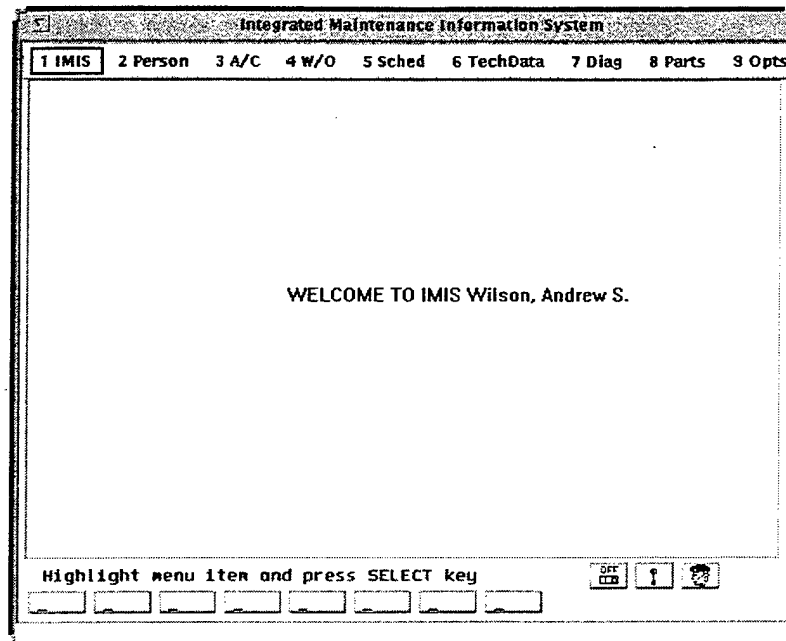 Integrated Maintenance Information System
1 IMIS 2 Person 3 A/C 4 W/O 5 Sched 6 TechData 7 Diag 8 Parts 9 Opts
WELCOME TO IMIS Wilson, Andrew S.
Highlight menu item and press SELECT key
OFF